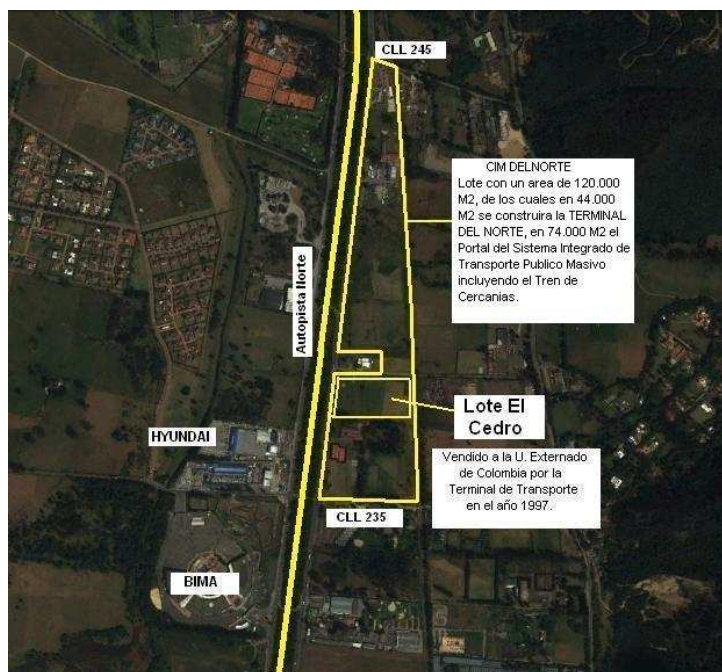 CLL 245
CIM DELNORTE
Lote con un area de 120.000
M2, de los cuales en 44.000
M2 se construira la TERMINAL
DEL NORTE, en 74.000 M2 el
Portal del Sistema Integrado de
Transporte Publico Masivo
incluyendo el Tren de
Cercanias.
Autopista Norte
Lote El
Cedro
HYUNDAI
Vendido a la U. Externado
de Colombia por la
Terminal de Transporte
en el año 1997.
CLL 235
BIMA